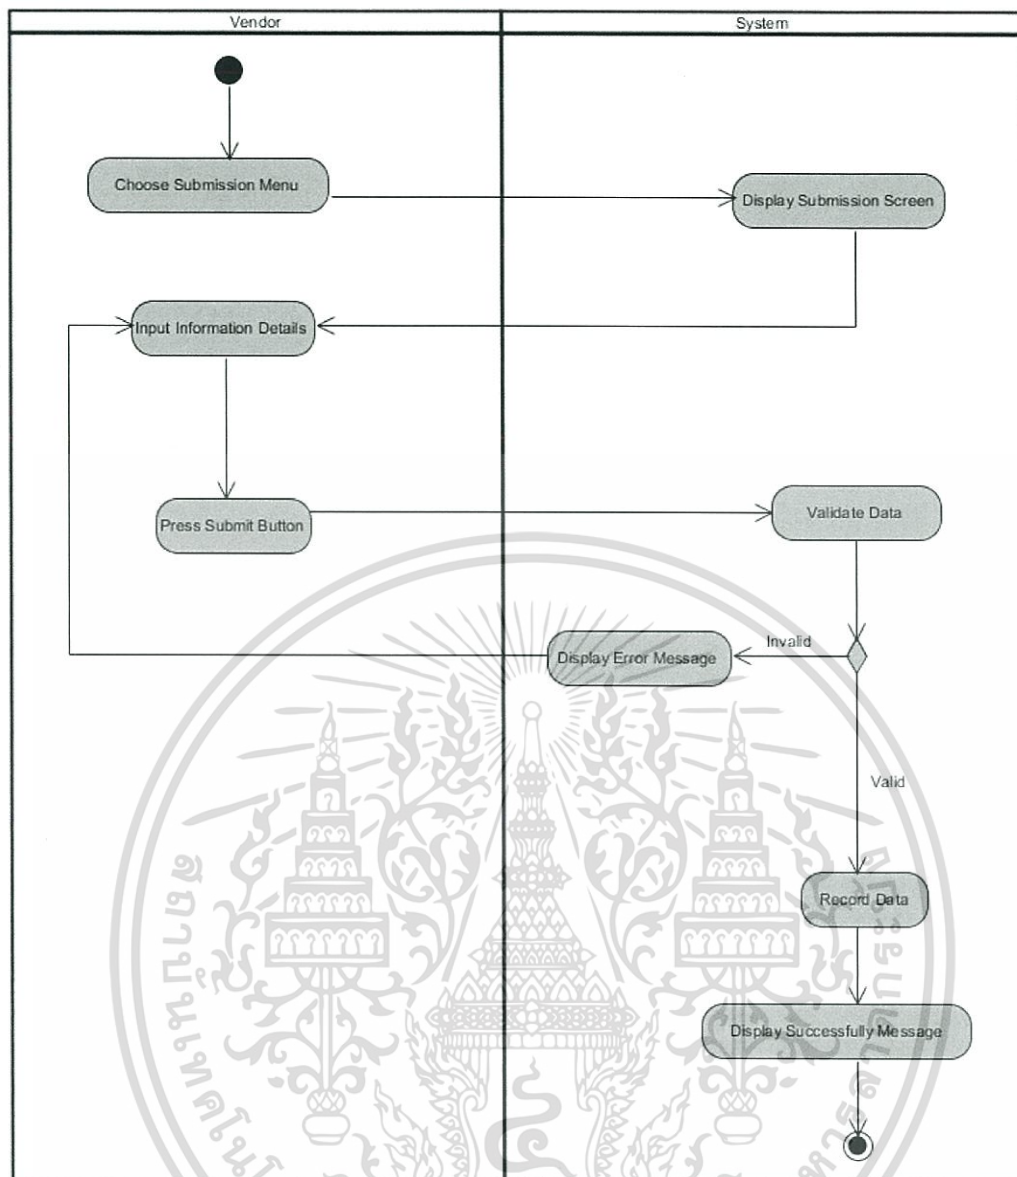 Vendor
System
Choose Submission Menu
Display Submission Screen
Input Information Details
Press Submit Button
Validate Data
Invalid
Display Error Message
Valid
Record Data
Display Successfully Message